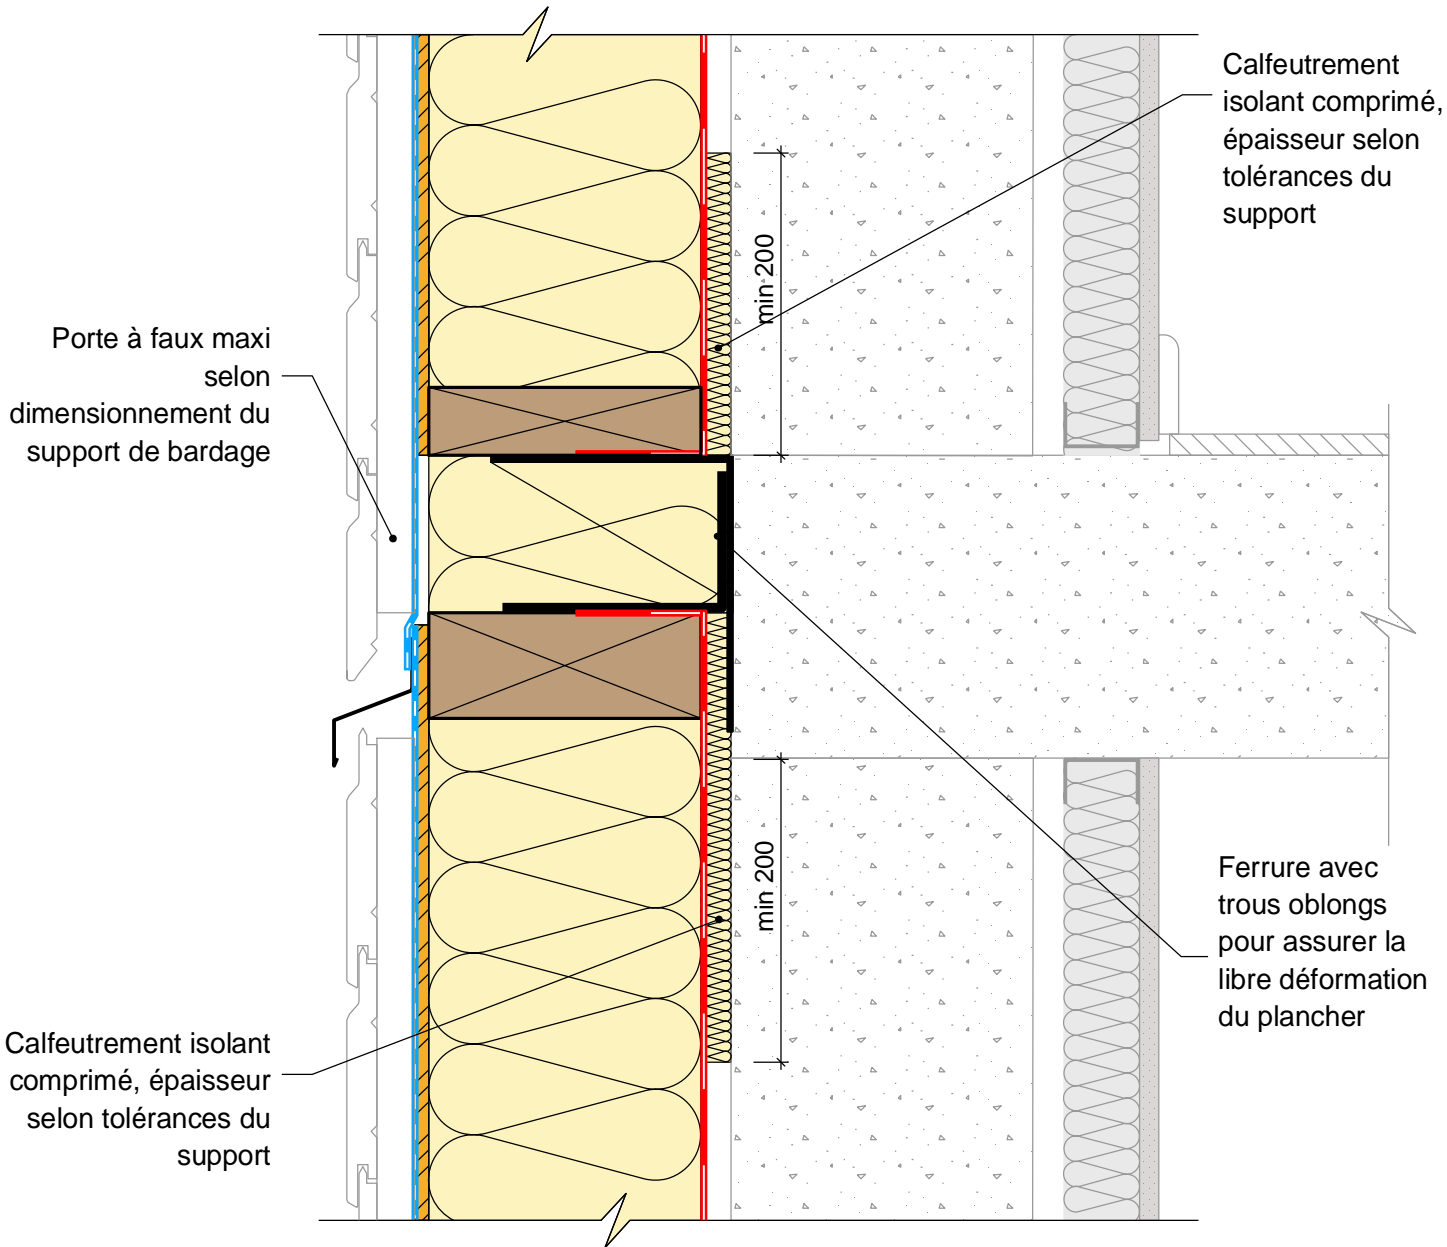 Calfeutrement
isolant comprimé,
épaisseur selon
tolérances du
support
min 200
Porte à faux maxi
selon
dimensionnement du
support de bardage
min 200
Ferrure avec
trous oblongs
pour assurer la
libre déformation
du plancher
Calfeutrement isolant
comprimé, épaisseur
selon tolérances du
support